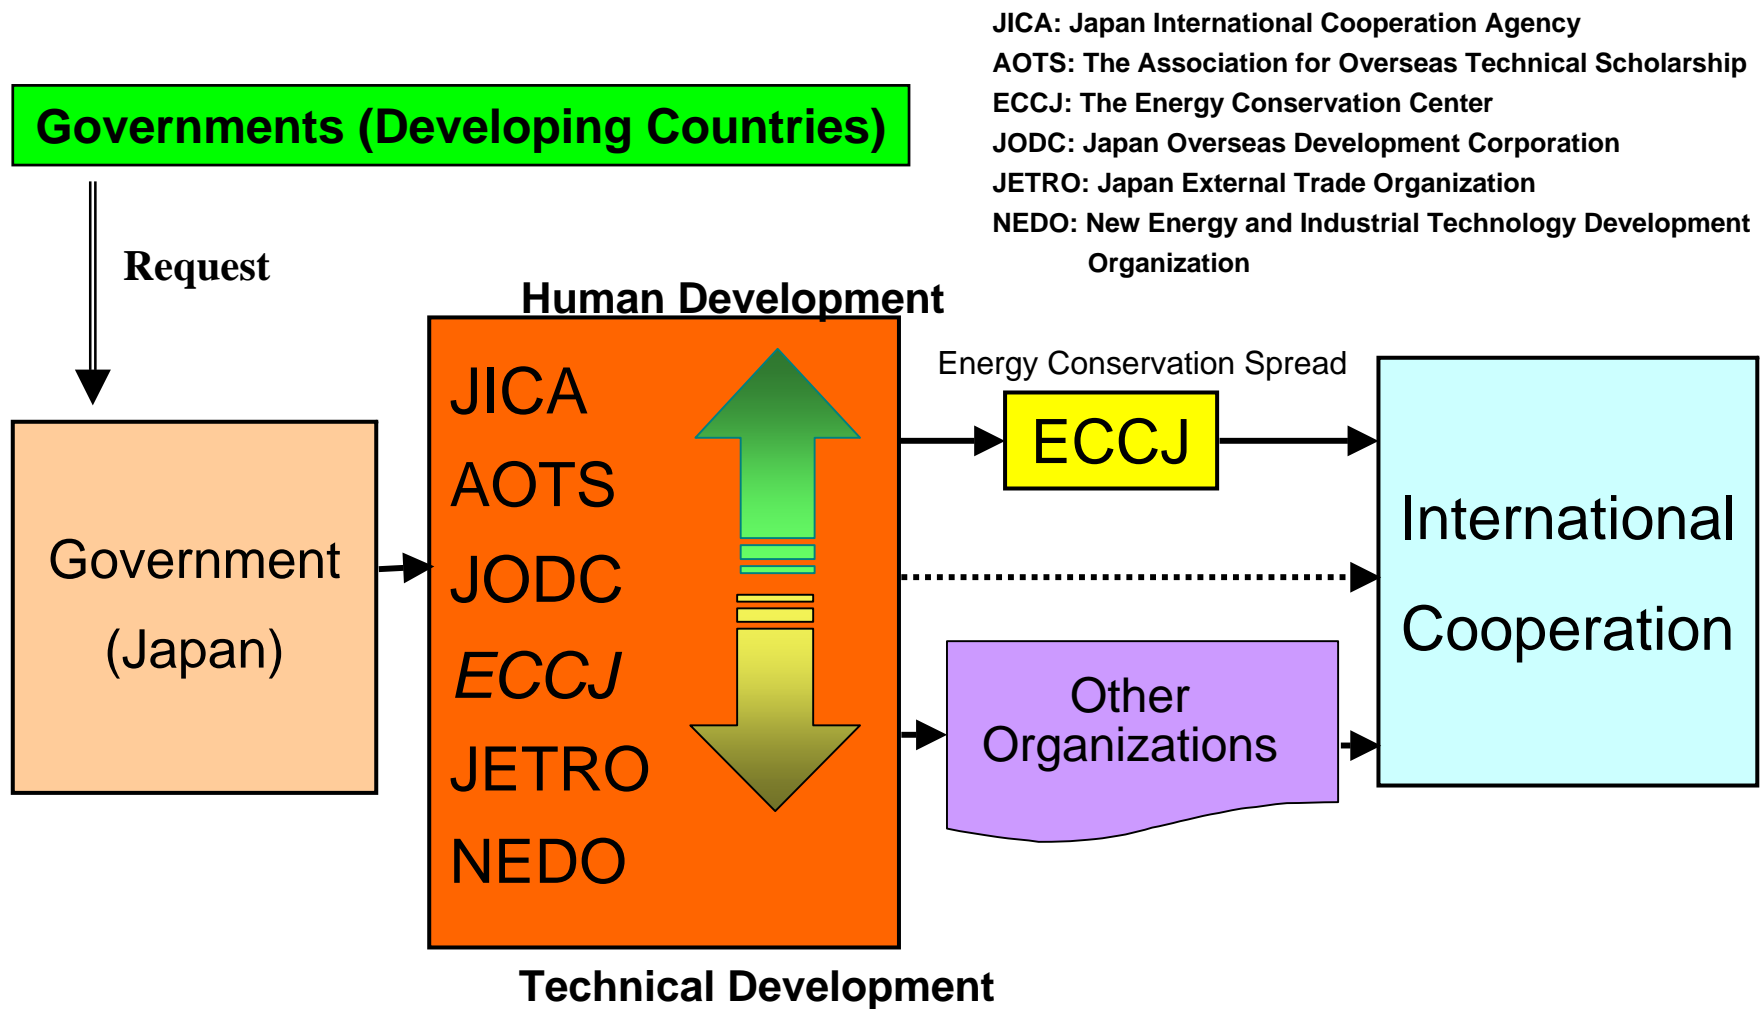 JICA: Japan International Cooperation Agency
AOTS: The Association for Overseas Technical Scholarship
ECCJ: The Energy Conservation Center
JODC: Japan Overseas Development Corporation
JETRO: Japan External Trade Organization
NEDO: New Energy and Industrial Technology Development
Organization
Governments (Developing Countries)
Request
Government
(Japan)
Human Development
JICA
AOTS
JODC
ECCJ
JETRO
NEDO
Technical Development
Energy Conservation Spread
ECCJ
Other
Organizations
International
Cooperation